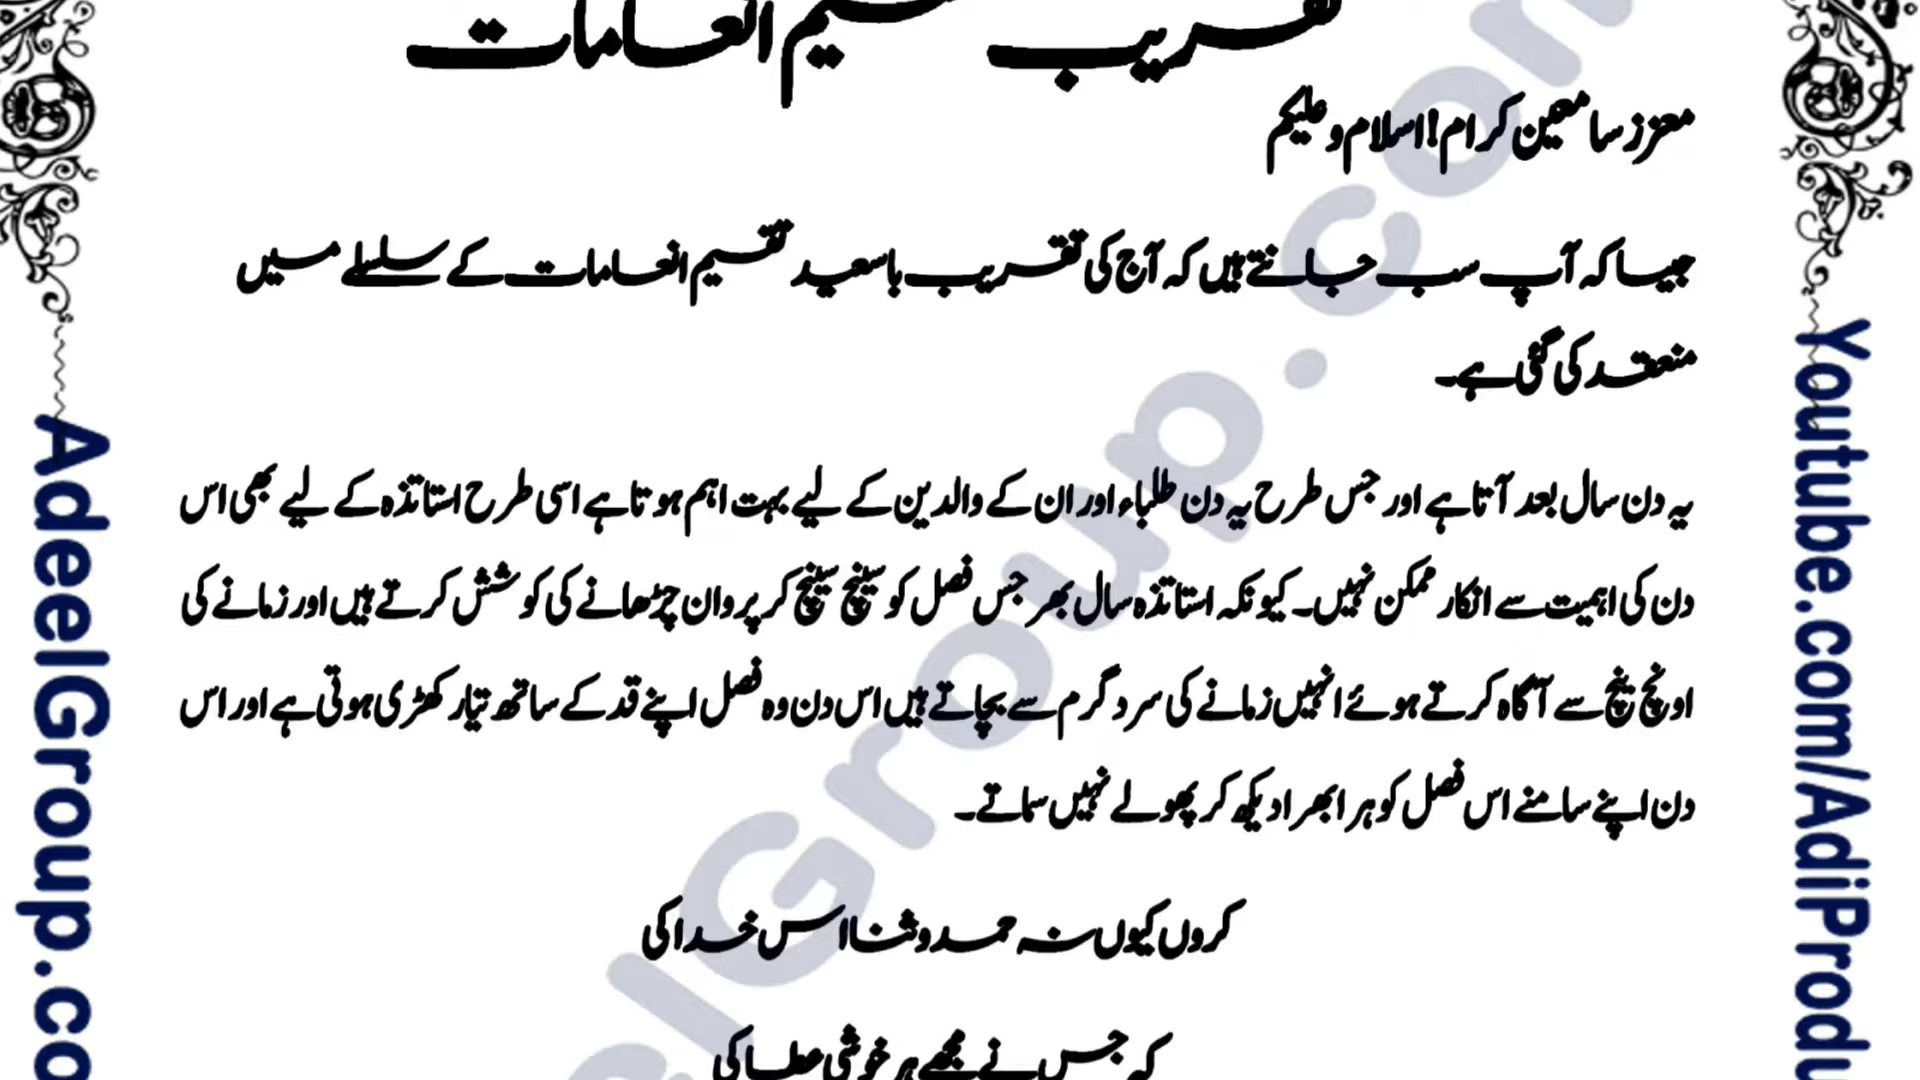 تقریب تقسیم انعامات
معزز سامعین کرام! اسلام و علیکم
جیسا کہ آپ سب جانتے ہیں کہ آج کی تقریب باسعید تقسیم انعامات کے سلسلے میں
منعقد کی گئی ہے۔
یہ دن سال بعد آتا ہے اور جس طرح یہ دن طلباء اور ان کے والدین کے لیے بہت اہم ہوتا ہے اسی طرح استاتذہ کے لیے بھی اس
دن کی اہمیت سے انکار ممکن نہیں۔ کیونکہ استاتذہ سال بھر جس فصل کو سینچ سینچ کر پروان چڑھانے کی کوشش کرتے ہیں اور زمانے کی
اونچ نیچ سے آگاہ کرتے ہوئے انہیں زمانے کی سرد گرم سے بچاتے ہیں اس دن وہ فصل اپنے قد کے ساتھ تیار کھڑی ہوتی ہے اور اس
دن اپنے سامنے اس فصل کو ہرا بھرا دیکھ کر پھولے نہیں سماتے۔
کروں کیوں نہ حمد و ثنا اس خدا کی
کہ جس نے مجھے ہر خوشی عطا کی
AdeelGroup.co
Youtube.com/AdiProdu
elGroup.com